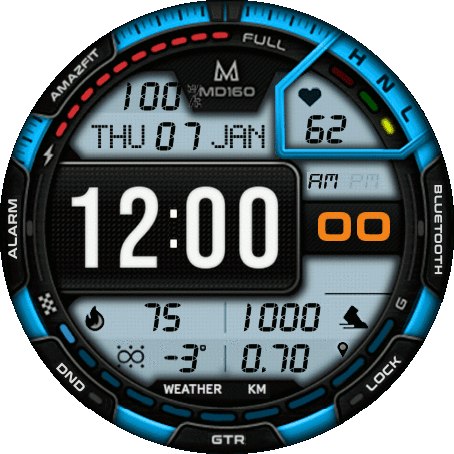 AMAZFIT
FULL
H N L
M
MD160
100%
THU 07 JAN
62
AM PM
12:00
00
ALARM
BLUETOOTH
75
1000
-3°
0.70
WEATHER
KM
G
DND
LOCK
GTR